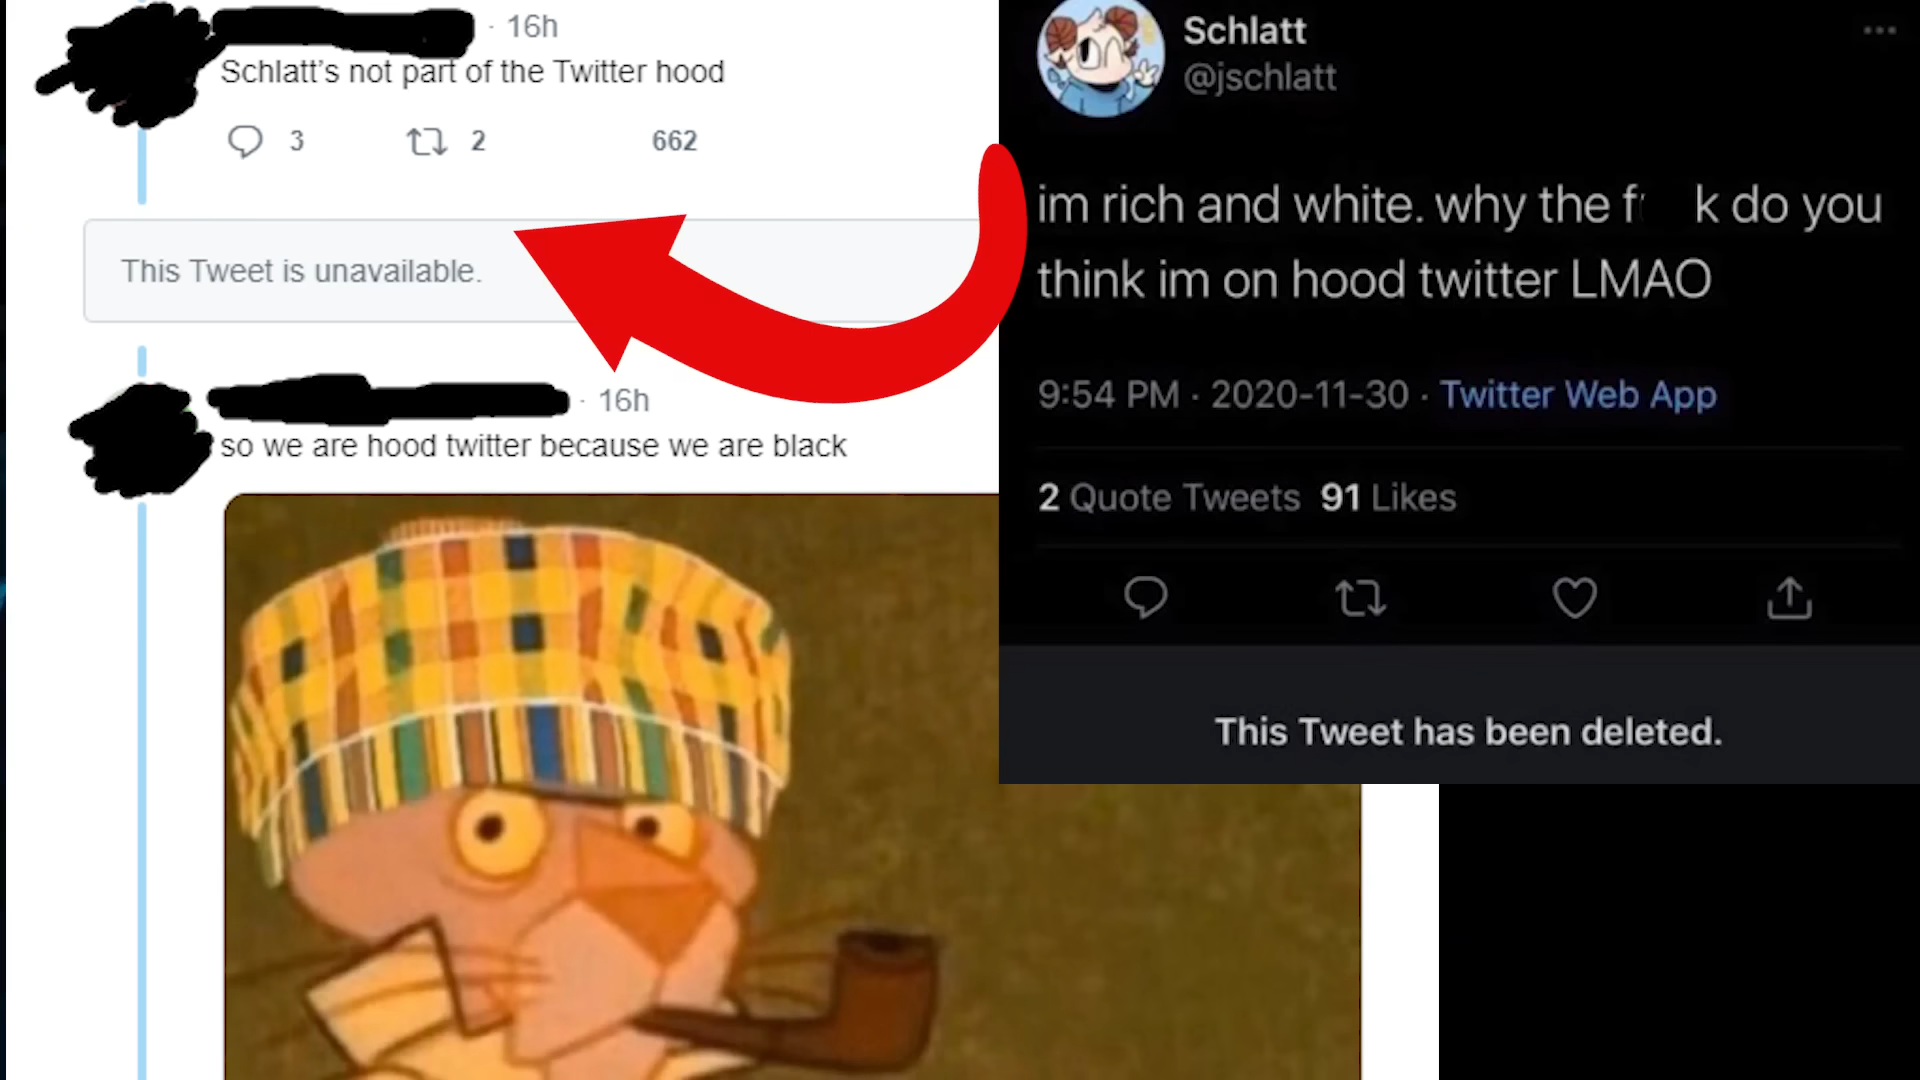 · 16h
Schlatt's not part of the Twitter hood
3 2 662
This Tweet is unavailable.
· 16h
so we are hood twitter because we are black
Schlatt
@jschlatt
im rich and white. why the f k do you
think im on hood twitter LMAO
9:54 PM · 2020-11-30 · Twitter Web App
2 Quote Tweets 91 Likes
This Tweet has been deleted.